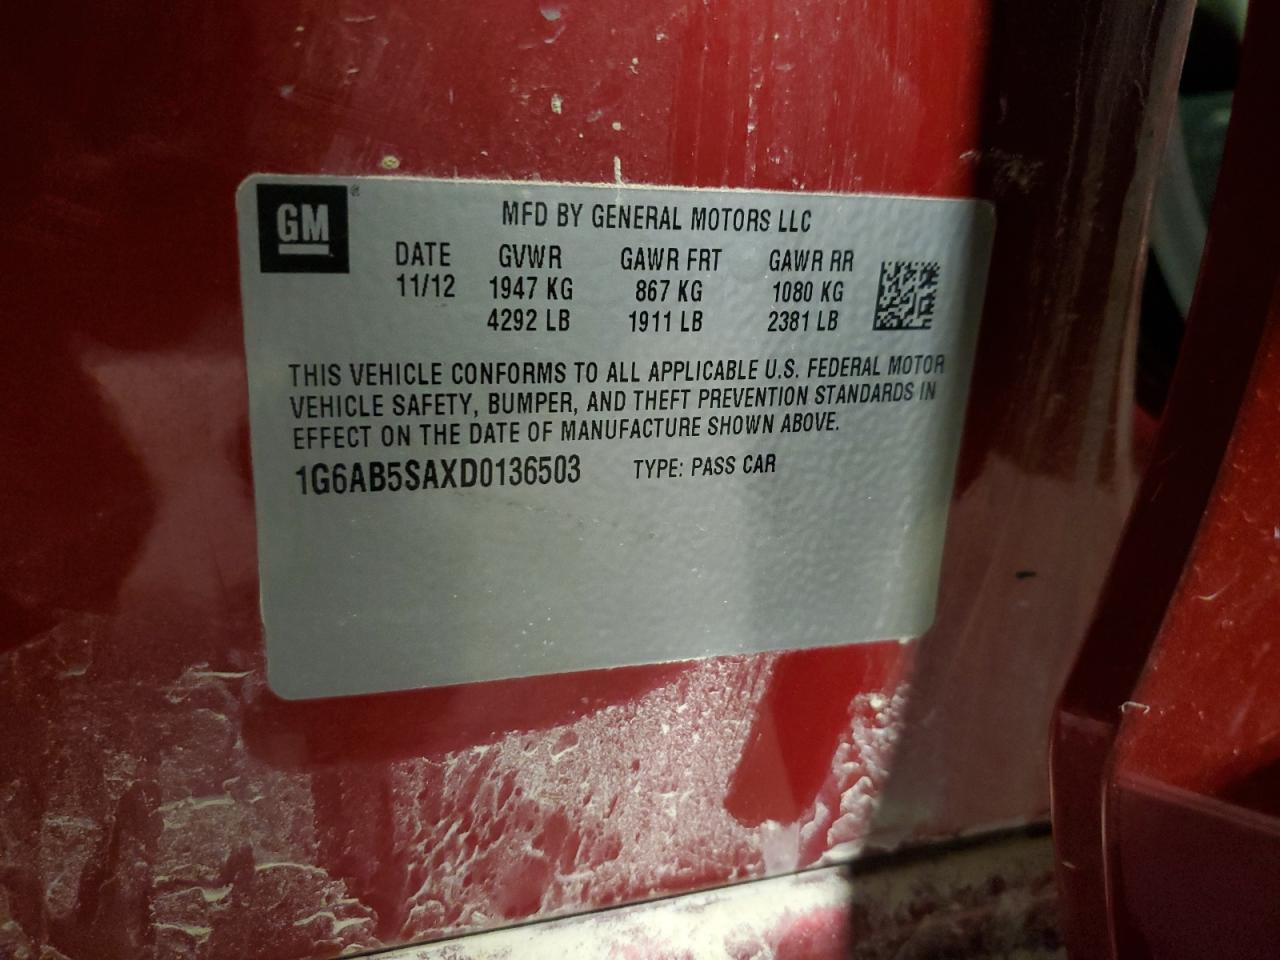 GM ®
MFD BY GENERAL MOTORS LLC
DATE GVWR GAWR FRT GAWR RR
11/12 1947 KG 867 KG 1080 KG
4292 LB 1911 LB 2381 LB
THIS VEHICLE CONFORMS TO ALL APPLICABLE U.S. FEDERAL MOTOR
VEHICLE SAFETY, BUMPER, AND THEFT PREVENTION STANDARDS IN
EFFECT ON THE DATE OF MANUFACTURE SHOWN ABOVE.
1G6AB5SAXD0136503 TYPE: PASS CAR